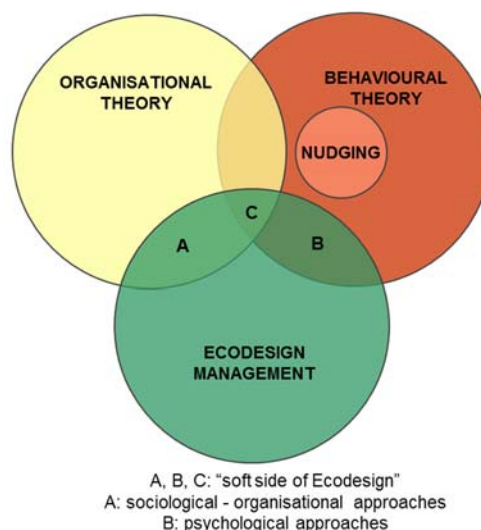 ORGANISATIONAL
THEORY
BEHAVIOURAL
THEORY
NUDGING
C
A
B
ECODESIGN
MANAGEMENT
A, B, C: “soft side of Ecodesign”
A: sociological - organisational approaches
B: psychological approaches